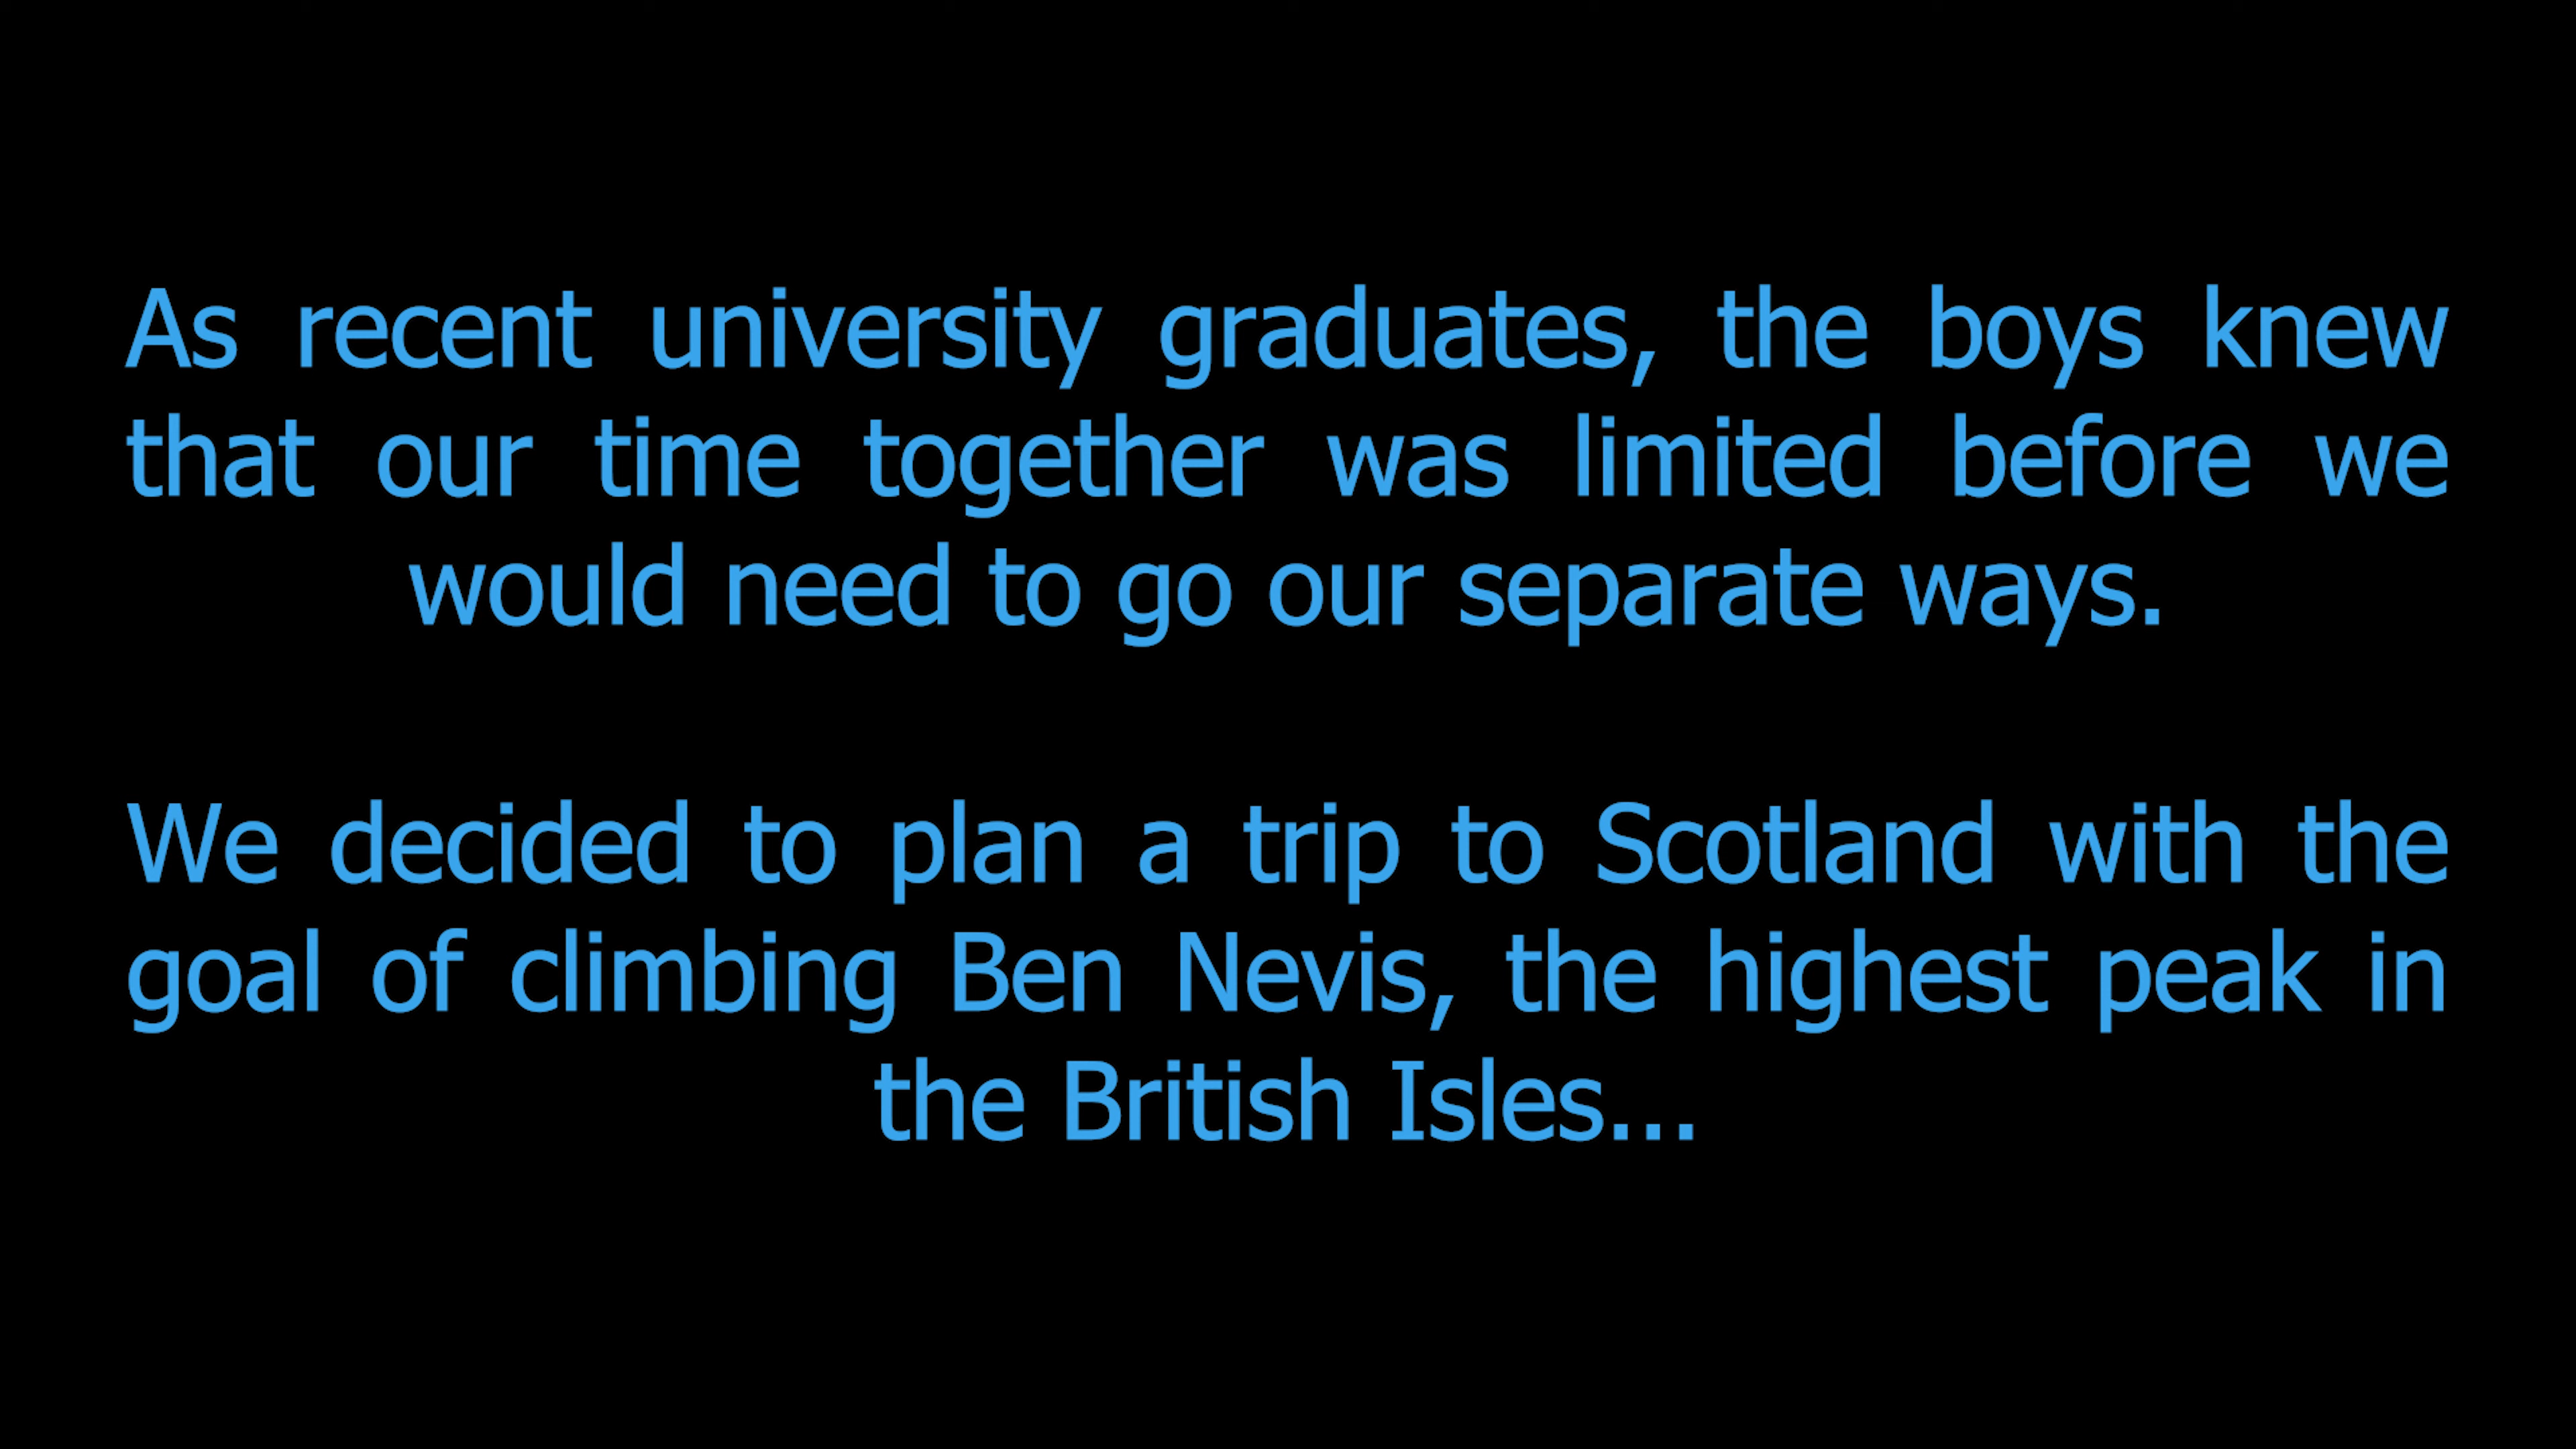 As recent university graduates, the boys knew
that our time together was limited before we
would need to go our separate ways.
We decided to plan a trip to Scotland with the
goal of climbing Ben Nevis, the highest peak in
the British Isles...